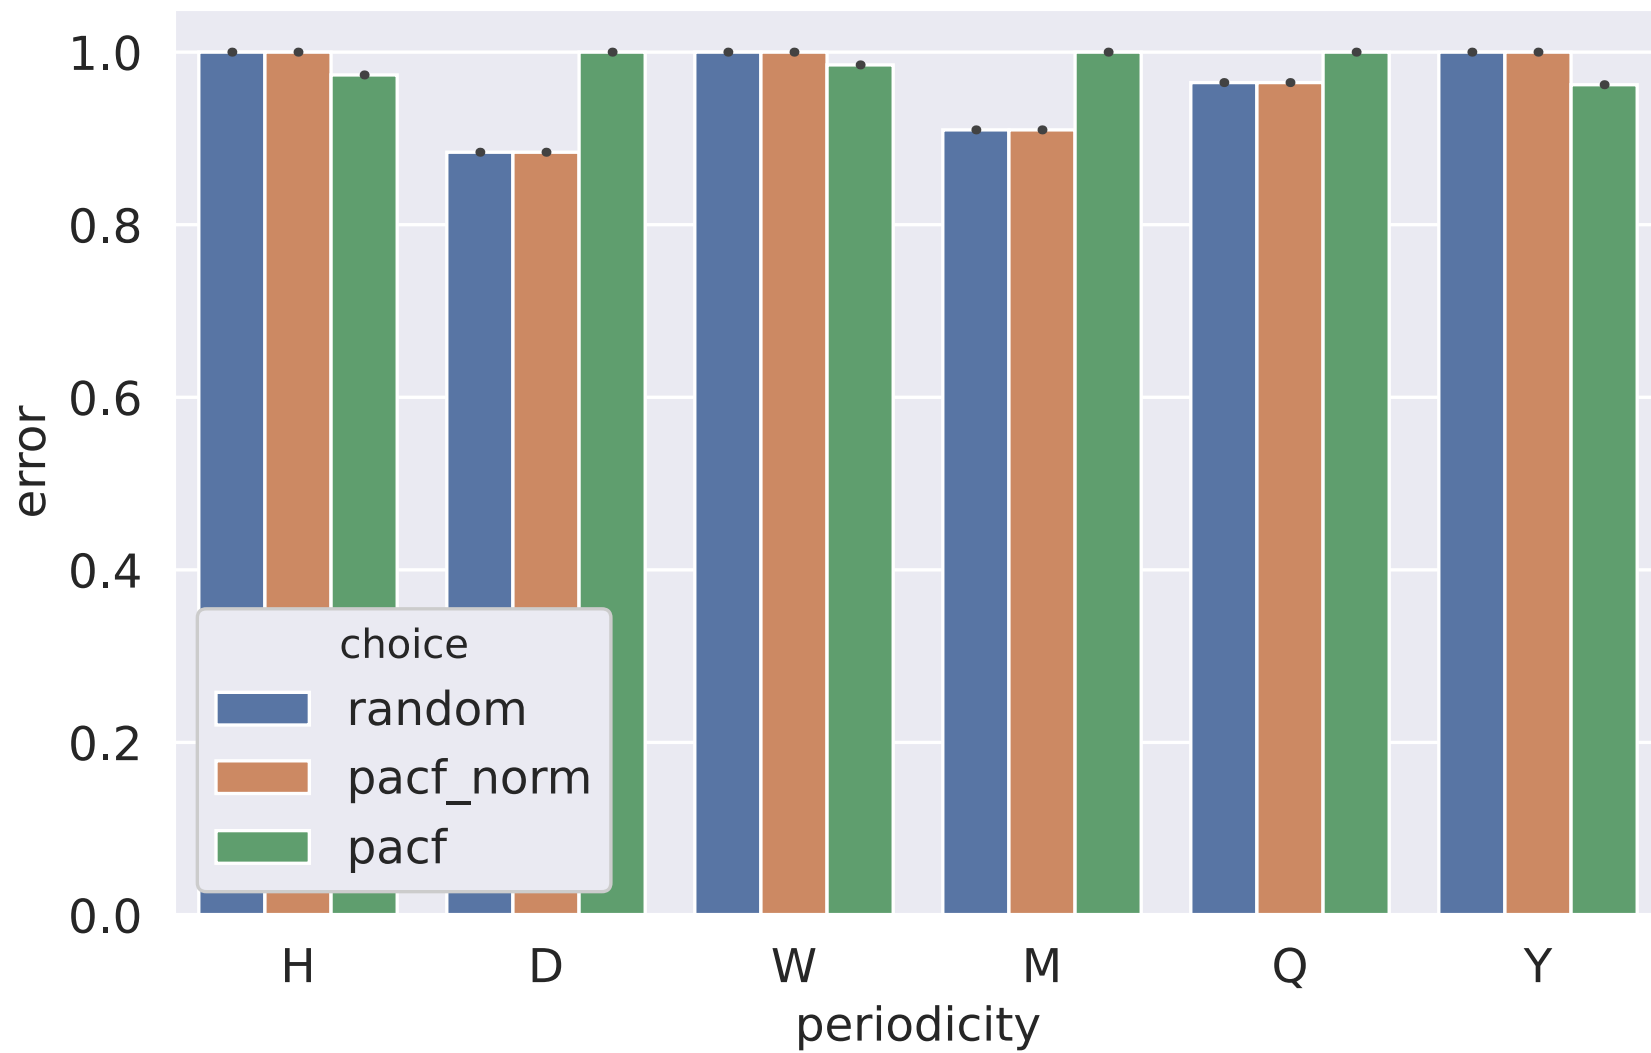 error
1.0
0.8
0.6
0.4
0.2
0.0
choice
random
pacf_norm
pacf
H D W M Q Y
periodicity